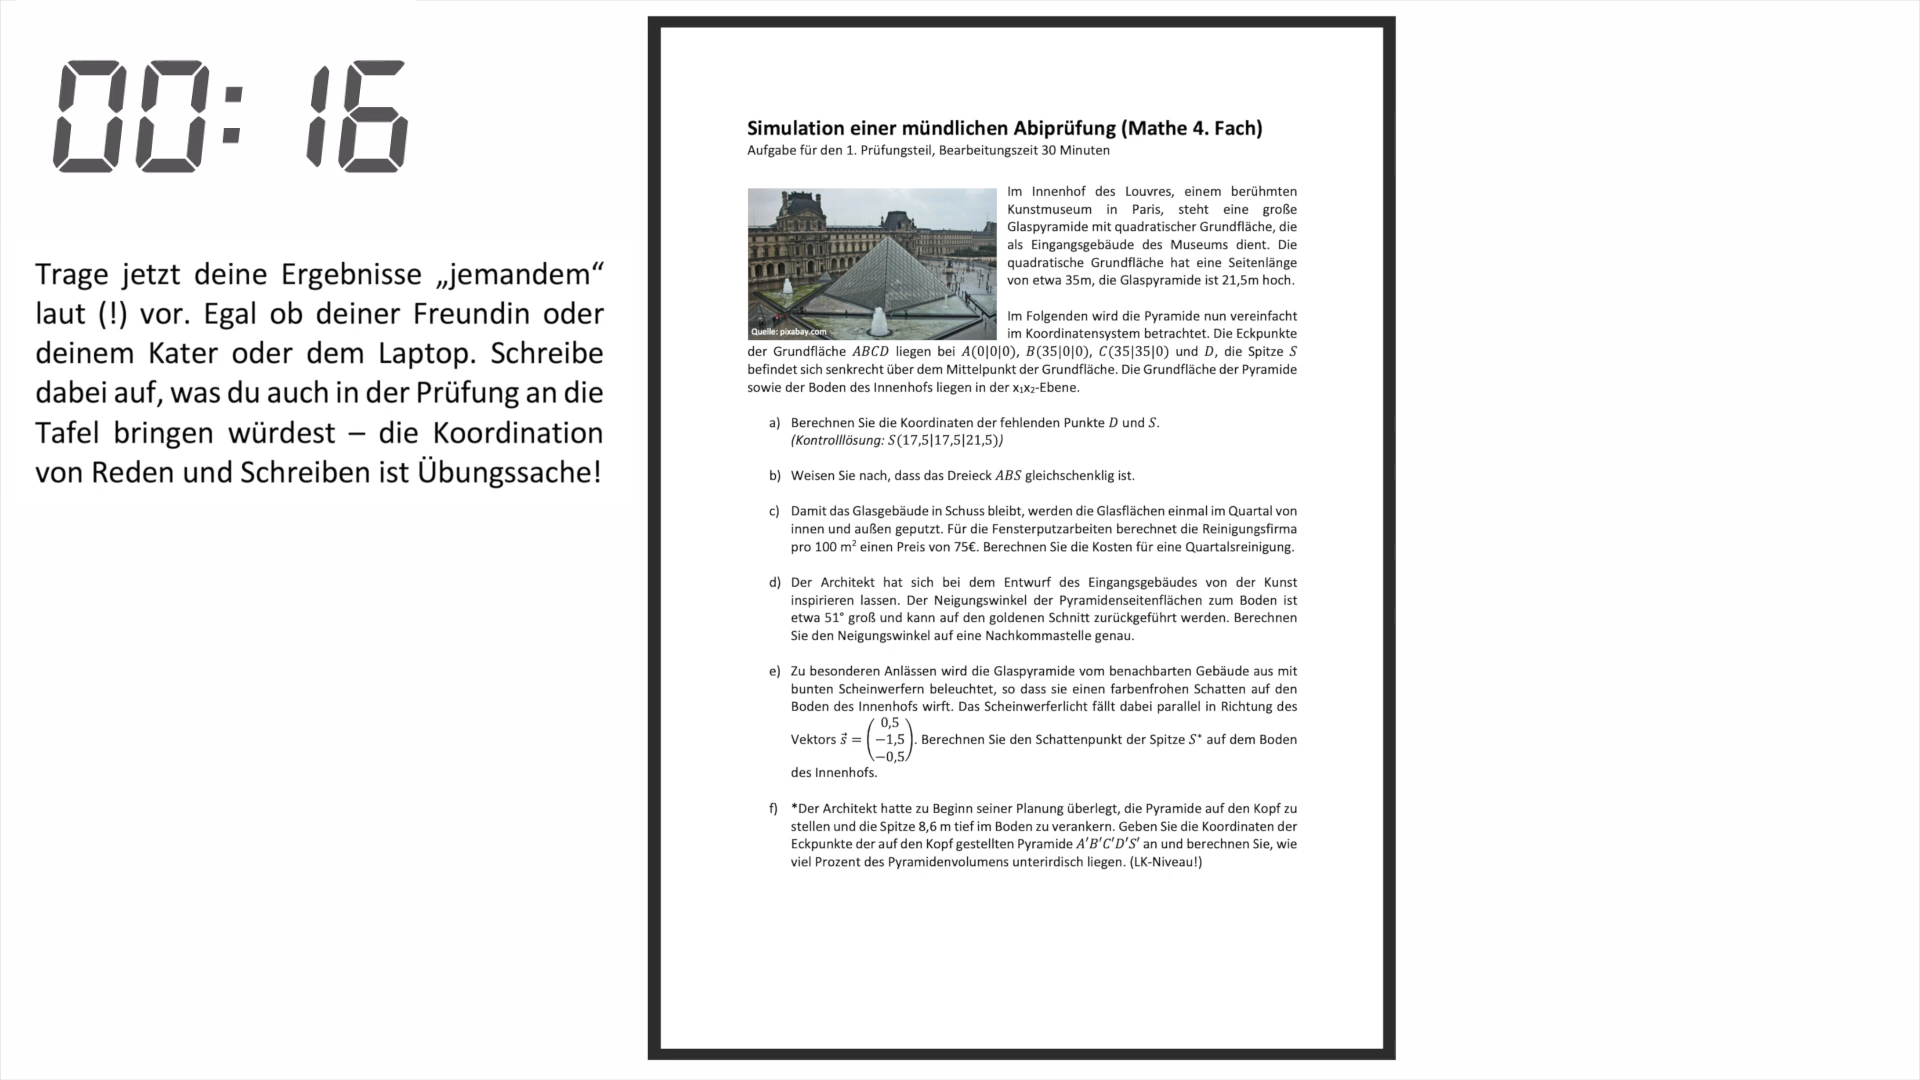 00:16
Trage jetzt deine Ergebnisse „jemandem“
laut (!) vor. Egal ob deiner Freundin oder
deinem Kater oder dem Laptop. Schreibe
dabei auf, was du auch in der Prüfung an die
Tafel bringen würdest – die Koordination
von Reden und Schreiben ist Übungssache!
Simulation einer mündlichen Abiprüfung (Mathe 4. Fach)
Aufgabe für den 1. Prüfungsteil, Bearbeitungszeit 30 Minuten
Quelle: pixabay.com
Im Innenhof des Louvres, einem berühmten
Kunstmuseum in Paris, steht eine große
Glaspyramide mit quadratischer Grundfläche, die
als Eingangsgebäude des Museums dient. Die
quadratische Grundfläche hat eine Seitenlänge
von etwa 35m, die Glaspyramide ist 21,5m hoch.
Im Folgenden wird die Pyramide nun vereinfacht
im Koordinatensystem betrachtet. Die Eckpunkte
der Grundfläche ABCD liegen bei A(0|0|0), B(35|0|0), C(35|35|0) und D, die Spitze S
befindet sich senkrecht über dem Mittelpunkt der Grundfläche. Die Grundfläche der Pyramide
sowie der Boden des Innenhofs liegen in der x₁x₂-Ebene.
a) Berechnen Sie die Koordinaten der fehlenden Punkte D und S.
(Kontrolllösung: S(17,5|17,5|21,5))
b) Weisen Sie nach, dass das Dreieck ABS gleichschenklig ist.
c) Damit das Glasgebäude in Schuss bleibt, werden die Glasflächen einmal im Quartal von
innen und außen geputzt. Für die Fensterputzarbeiten berechnet die Reinigungsfirma
pro 100 m² einen Preis von 75€. Berechnen Sie die Kosten für eine Quartalsreinigung.
d) Der Architekt hat sich bei dem Entwurf des Eingangsgebäudes von der Kunst
inspirieren lassen. Der Neigungswinkel der Pyramidenseitenflächen zum Boden ist
etwa 51° groß und kann auf den goldenen Schnitt zurückgeführt werden. Berechnen
Sie den Neigungswinkel auf eine Nachkommastelle genau.
e) Zu besonderen Anlässen wird die Glaspyramide vom benachbarten Gebäude aus mit
bunten Scheinwerfern beleuchtet, so dass sie einen farbenfrohen Schatten auf den
Boden des Innenhofs wirft. Das Scheinwerferlicht fällt dabei parallel in Richtung des
0,5
Vektors s⃗ = (−1,5). Berechnen Sie den Schattenpunkt der Spitze S* auf dem Boden
−0,5
des Innenhofs.
f) *Der Architekt hatte zu Beginn seiner Planung überlegt, die Pyramide auf den Kopf zu
stellen und die Spitze 8,6 m tief im Boden zu verankern. Geben Sie die Koordinaten der
Eckpunkte der auf den Kopf gestellten Pyramide A′B′C′D′S′ an und berechnen Sie, wie
viel Prozent des Pyramidenvolumens unterirdisch liegen. (LK-Niveau!)